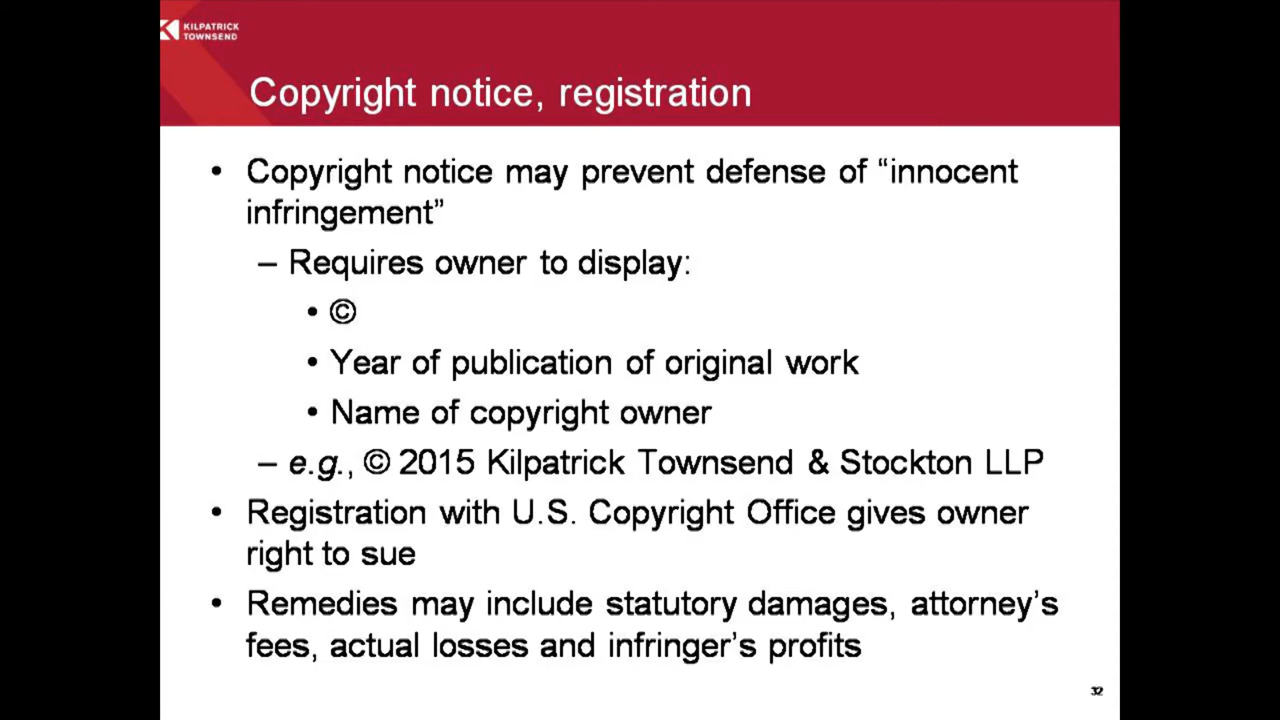 KILPATRICK
TOWNSEND
Copyright notice, registration
• Copyright notice may prevent defense of “innocent
infringement”
– Requires owner to display:
• ©
• Year of publication of original work
• Name of copyright owner
– e.g., © 2015 Kilpatrick Townsend & Stockton LLP
• Registration with U.S. Copyright Office gives owner
right to sue
• Remedies may include statutory damages, attorney’s
fees, actual losses and infringer’s profits
32